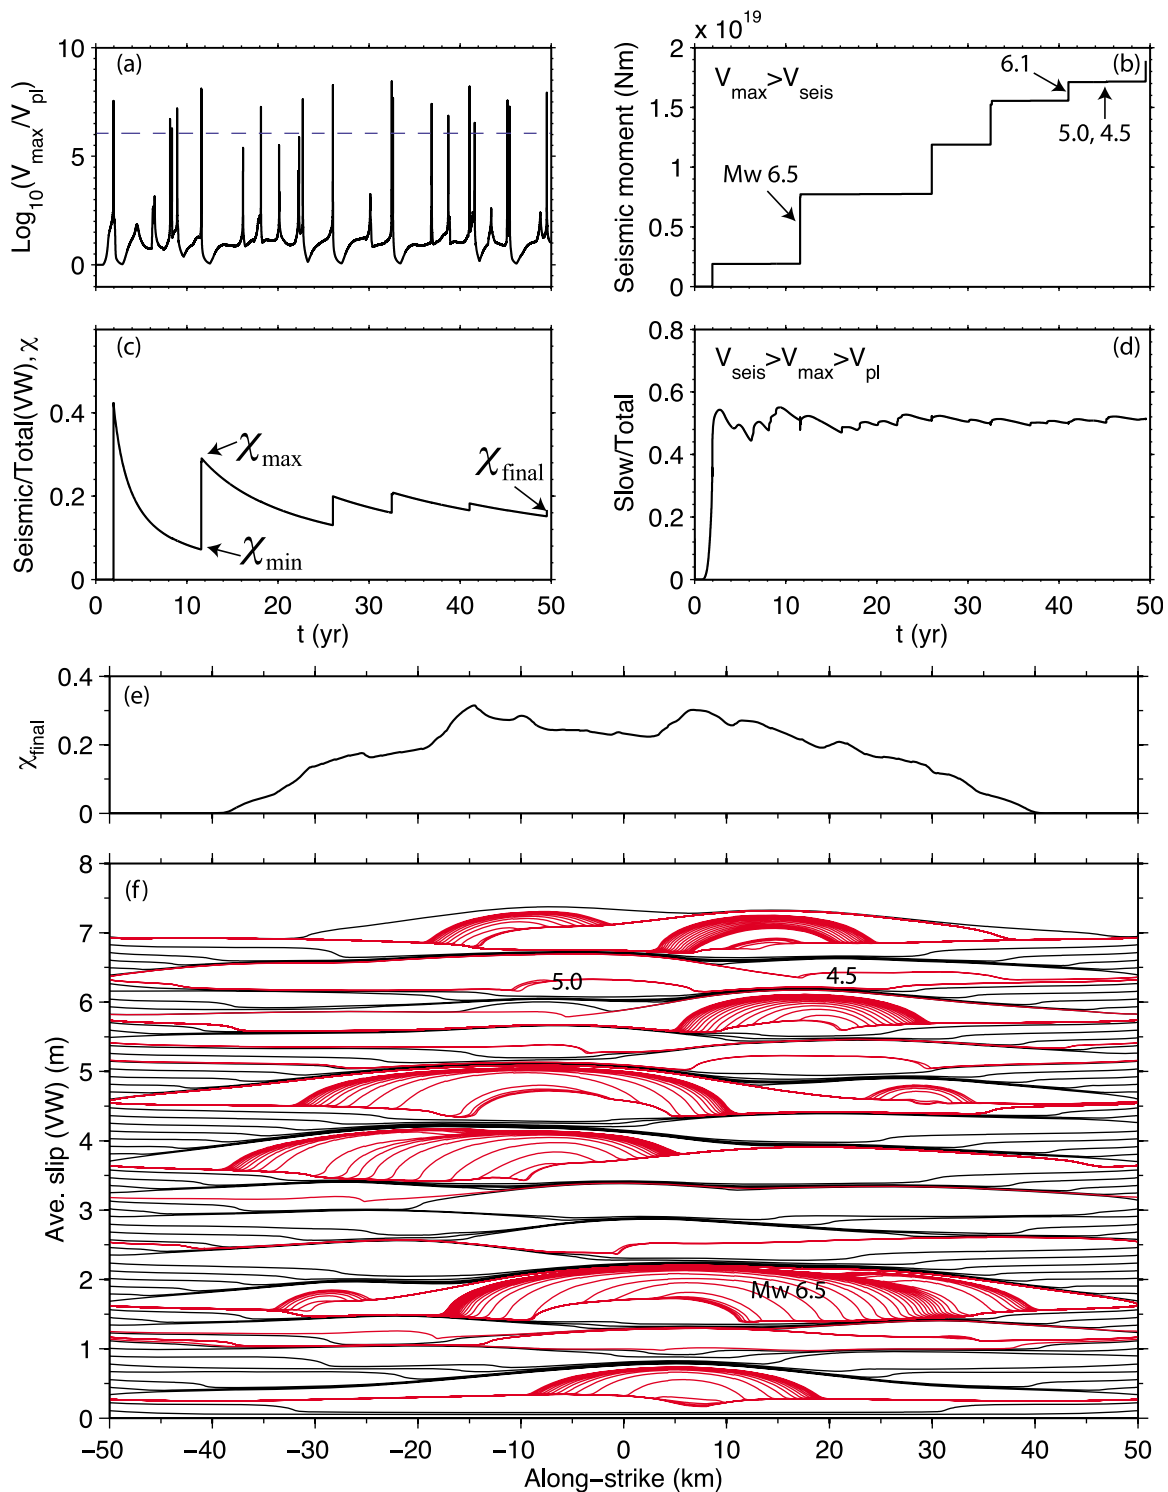 (a)
Log10(Vmax/Vpl)
10
5
0
x 10^19
(b)
Seismic moment (Nm)
2
1.5
1
0.5
0
Vmax>Vseis
6.1
5.0, 4.5
Mw 6.5
(c)
Seismic/Total(VW), χ
0.4
0.2
0
χmax
χmin
χfinal
0 10 20 30 40 50
t (yr)
(d)
Slow/Total
0.8
0.6
0.4
0.2
0
Vseis>Vmax>Vpl
0 10 20 30 40 50
t (yr)
(e)
χfinal
0.4
0.2
0
(f)
Ave. slip (VW) (m)
8
7
6
5
4
3
2
1
0
5.0
4.5
Mw 6.5
−50 −40 −30 −20 −10 0 10 20 30 40 50
Along−strike (km)